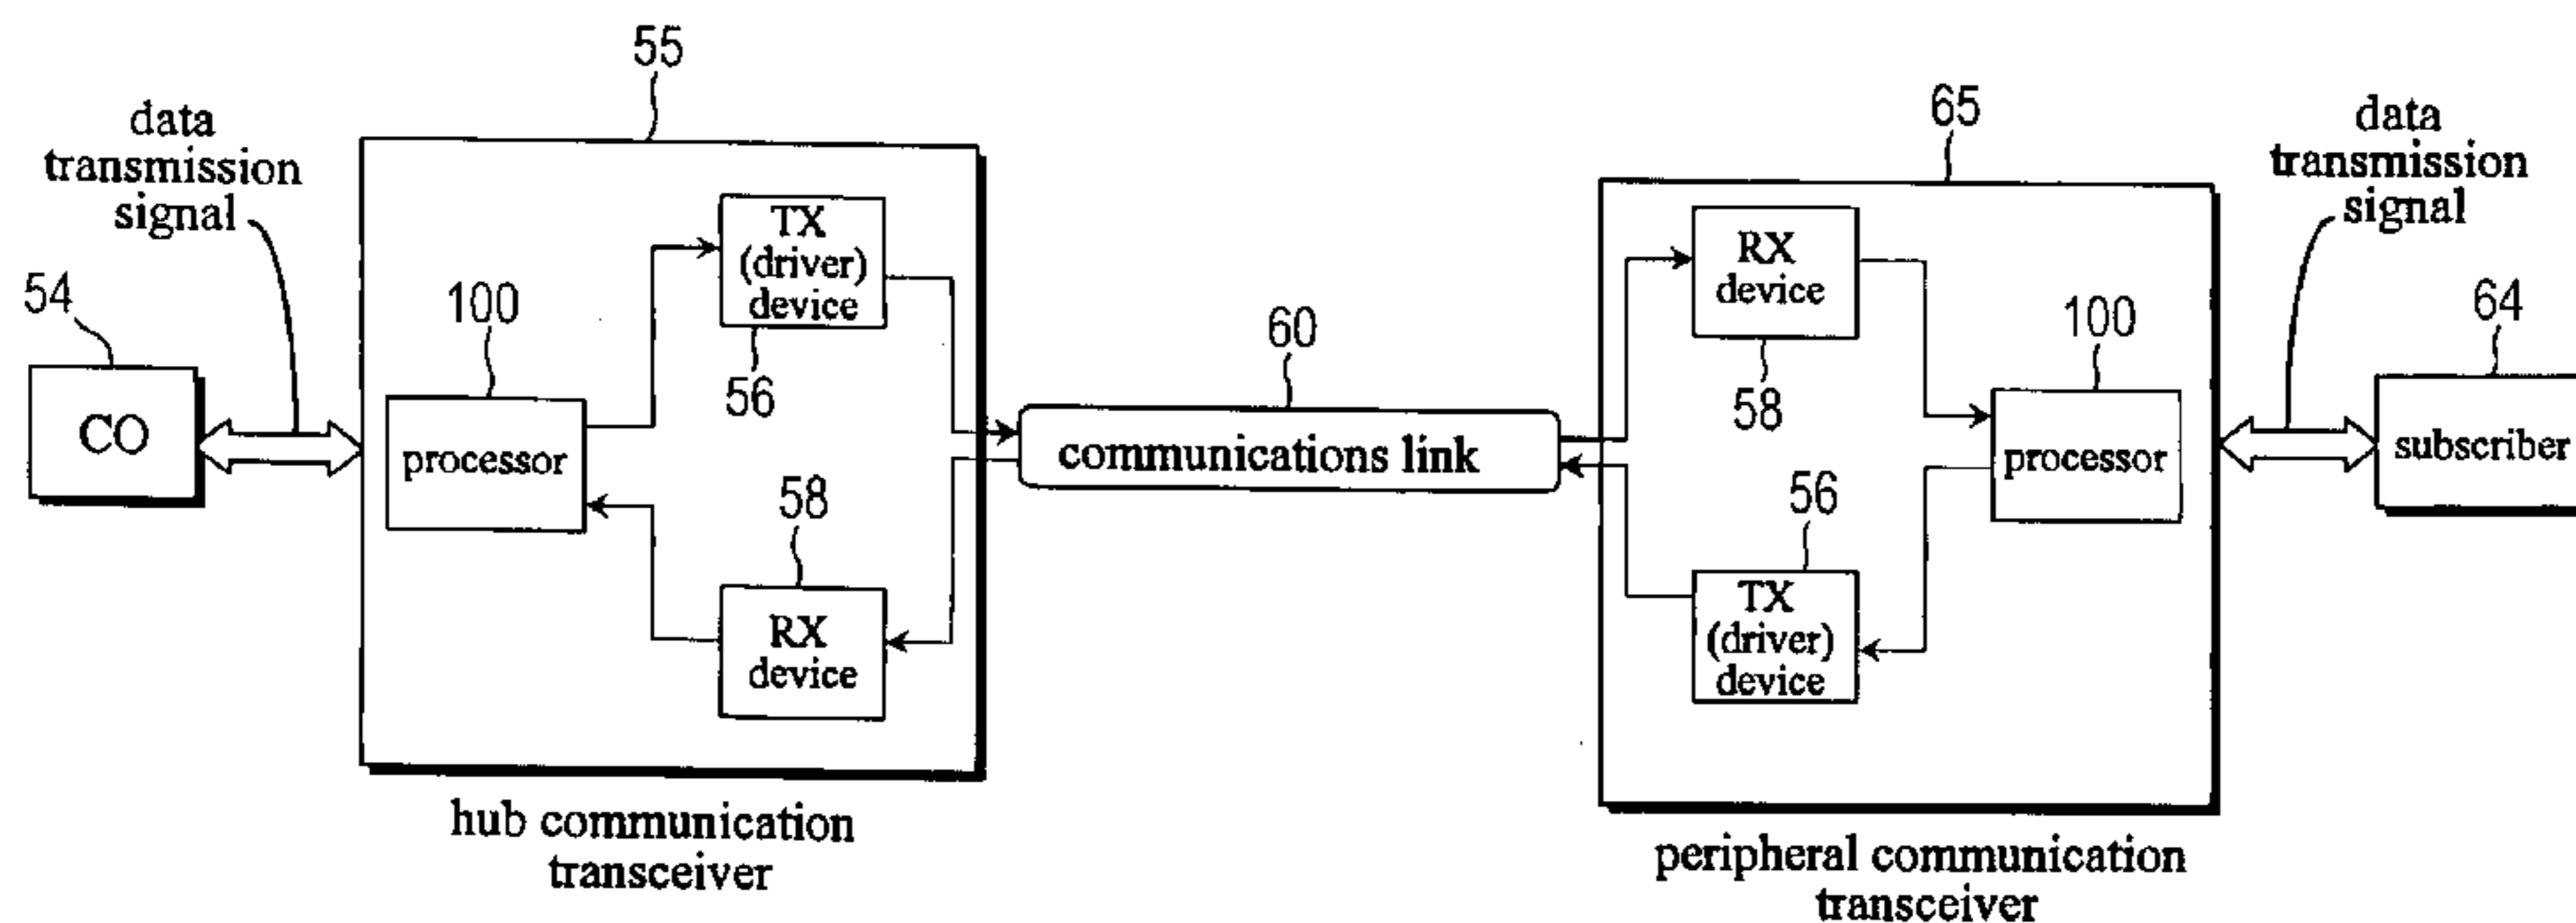 55
data
transmission
signal
54
CO
100
processor
TX
(driver)
device
56
58
RX
device
hub communication
transceiver
60
communications link
65
RX
device
58
100
processor
56
TX
(driver)
device
peripheral communication
transceiver
data
transmission
signal
64
subscriber